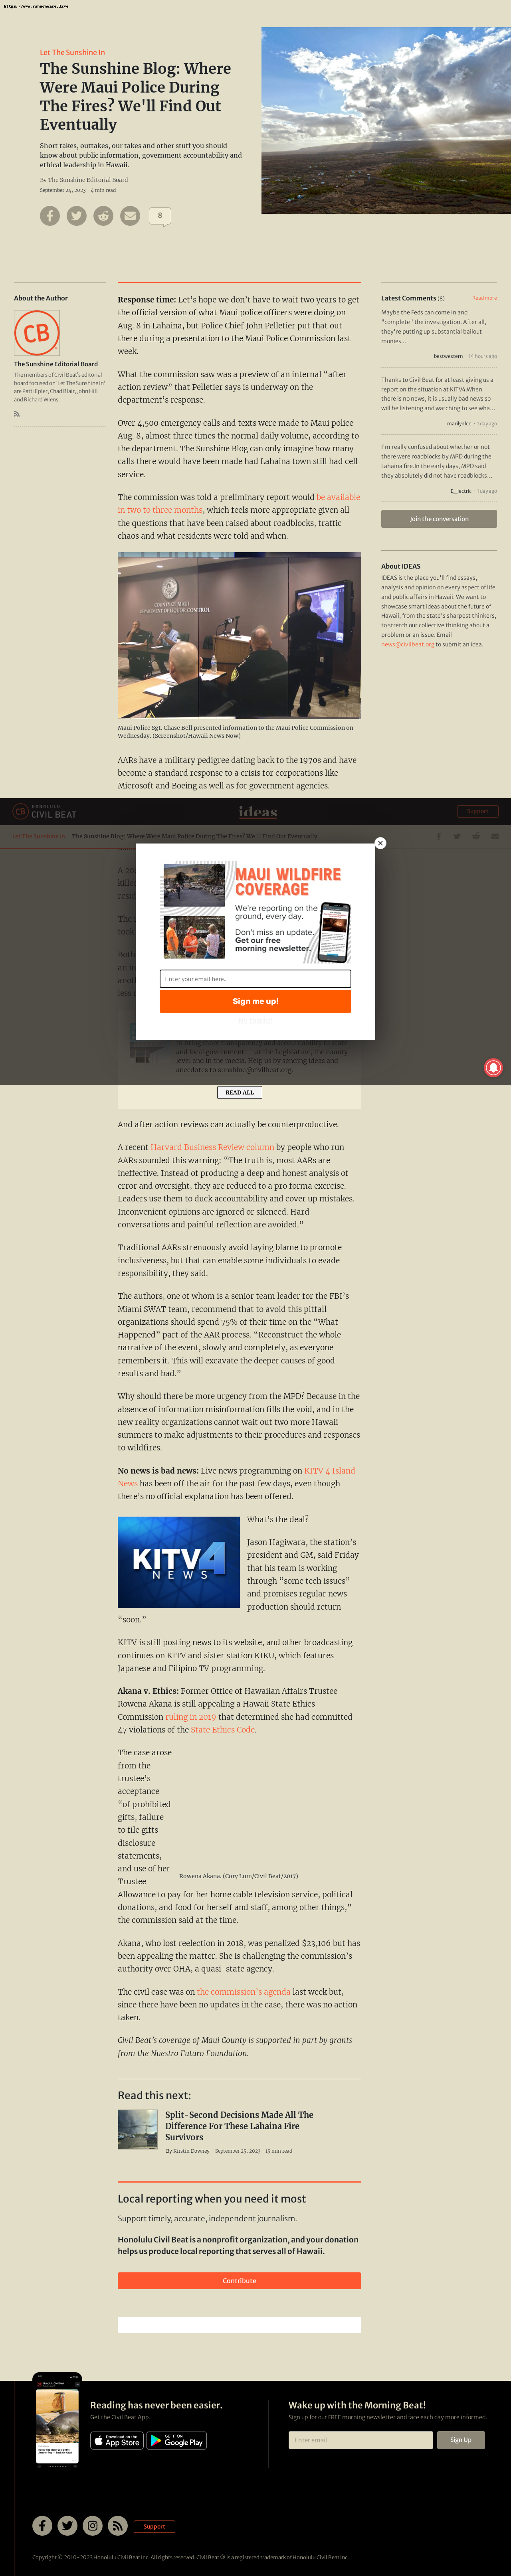 https://www.sunnaware.live
Let The Sunshine In
The Sunshine Blog: Where
Were Maui Police During
The Fires? We'll Find Out
Eventually
Short takes, outtakes, our takes and other stuff you should
know about public information, government accountability and
ethical leadership in Hawaii.
By The Sunshine Editorial Board
September 24, 2023 · 4 min read
8
About the Author
CB
The Sunshine Editorial Board
The members of Civil Beat's editorial
board focused on 'Let The Sunshine In'
are Patti Epler, Chad Blair, John Hill
and Richard Wiens.
Response time: Let's hope we don't have to wait two years to get
the official version of what Maui police officers were doing on
Aug. 8 in Lahaina, but Police Chief John Pelletier put that out
there as a worst-case scenario for the Maui Police Commission last
week.
What the commission saw was a preview of an internal "after
action review" that Pelletier says is underway on the
department's response.
Over 4,500 emergency calls and texts were made to Maui police
Aug. 8, almost eight times the normal daily volume, according to
the department. The Sunshine Blog can only imagine how many
calls there would have been made had Lahaina town still had cell
service.
The commission was told a preliminary report would be available
in two to three months, which feels more appropriate given all
the questions that have been raised about roadblocks, traffic
chaos and what residents were told and when.
COUNTY OF MAUI
LIQUOR CONTROL
Maui Police Sgt. Chase Bell presented information to the Maui Police Commission on
Wednesday. (Screenshot/Hawaii News Now)
AARs have a military pedigree dating back to the 1970s and have
become a standard response to a crisis for corporations like
Microsoft and Boeing as well as for government agencies.
Latest Comments (8)
Read more
Maybe the Feds can come in and
"complete" the investigation. After all,
they're putting up substantial bailout
monies...
bestwestern · 14 hours ago
Thanks to Civil Beat for at least giving us a
report on the situation at KITV4.When
there is no news, it is usually bad news so
will be listening and watching to see wha...
marilynlee · 1 day ago
I'm really confused about whether or not
there were roadblocks by MPD during the
Lahaina fire.In the early days, MPD said
they absolutely did not have roadblocks....
E_lectric · 1 day ago
Join the conversation
About IDEAS
IDEAS is the place you'll find essays,
analysis and opinion on every aspect of life
and public affairs in Hawaii. We want to
showcase smart ideas about the future of
Hawaii, from the state's sharpest thinkers,
to stretch our collective thinking about a
problem or an issue. Email
news@civilbeat.org to submit an idea.
CB
HONOLULU
CIVIL BEAT
ideas
Support
Let The Sunshine In
The Sunshine Blog: Where Were Maui Police During The Fires? We'll Find Out Eventually
MAUI WILDFIRE
COVERAGE
We're reporting on the
ground, every day.
Don't miss an update.
Get our free
morning newsletter.
Enter your email here...
Sign me up!
and local government — at the Legislature, the county
level and in the media. Help us by sending ideas and
anecdotes to sunshine@civilbeat.org.
READ ALL
And after action reviews can actually be counterproductive.
A recent Harvard Business Review column by people who run
AARs sounded this warning: "The truth is, most AARs are
ineffective. Instead of producing a deep and honest analysis of
error and oversight, they are reduced to a pro forma exercise.
Leaders use them to duck accountability and cover up mistakes.
Inconvenient opinions are ignored or silenced. Hard
conversations and painful reflection are avoided."
Traditional AARs strenuously avoid laying blame to promote
inclusiveness, but that can enable some individuals to evade
responsibility, they said.
The authors, one of whom is a senior team leader for the FBI's
Miami SWAT team, recommend that to avoid this pitfall
organizations should spend 75% of their time on the "What
Happened" part of the AAR process. "Reconstruct the whole
narrative of the event, slowly and completely, as everyone
remembers it. This will excavate the deeper causes of good
results and bad."
Why should there be more urgency from the MPD? Because in the
absence of information misinformation fills the void, and in the
new reality organizations cannot wait out two more Hawaii
summers to make adjustments to their procedures and responses
to wildfires.
No news is bad news: Live news programming on KITV 4 Island
News has been off the air for the past few days, even though
there's no official explanation has been offered.
KITV4
NEWS
What's the deal?
Jason Hagiwara, the station's
president and GM, said Friday
that his team is working
through "some tech issues"
and promises regular news
production should return
"soon."
KITV is still posting news to its website, and other broadcasting
continues on KITV and sister station KIKU, which features
Japanese and Filipino TV programming.
Akana v. Ethics: Former Office of Hawaiian Affairs Trustee
Rowena Akana is still appealing a Hawaii State Ethics
Commission ruling in 2019 that determined she had committed
47 violations of the State Ethics Code.
The case arose
from the
trustee's
acceptance
"of prohibited
gifts, failure
to file gifts
disclosure
statements,
and use of her
Trustee
Rowena Akana. (Cory Lum/Civil Beat/2017)
Allowance to pay for her home cable television service, political
donations, and food for herself and staff, among other things,"
the commission said at the time.
Akana, who lost reelection in 2018, was penalized $23,106 but has
been appealing the matter. She is challenging the commission's
authority over OHA, a quasi-state agency.
The civil case was on the commission's agenda last week but,
since there have been no updates in the case, there was no action
taken.
Civil Beat's coverage of Maui County is supported in part by grants
from the Nuestro Futuro Foundation.
Read this next:
Split-Second Decisions Made All The
Difference For These Lahaina Fire
Survivors
By Kirstin Downey · September 25, 2023 · 15 min read
Local reporting when you need it most
Support timely, accurate, independent journalism.
Honolulu Civil Beat is a nonprofit organization, and your donation
helps us produce local reporting that serves all of Hawaii.
Contribute
Reading has never been easier.
Get the Civil Beat App
Download on the
App Store
GET IT ON
Google Play
Wake up with the Morning Beat!
Sign up for our FREE morning newsletter and face each day more informed.
Enter email
Sign Up
Support
Copyright © 2010-2023 Honolulu Civil Beat Inc. All rights reserved. Civil Beat ® is a registered trademark of Honolulu Civil Beat Inc.